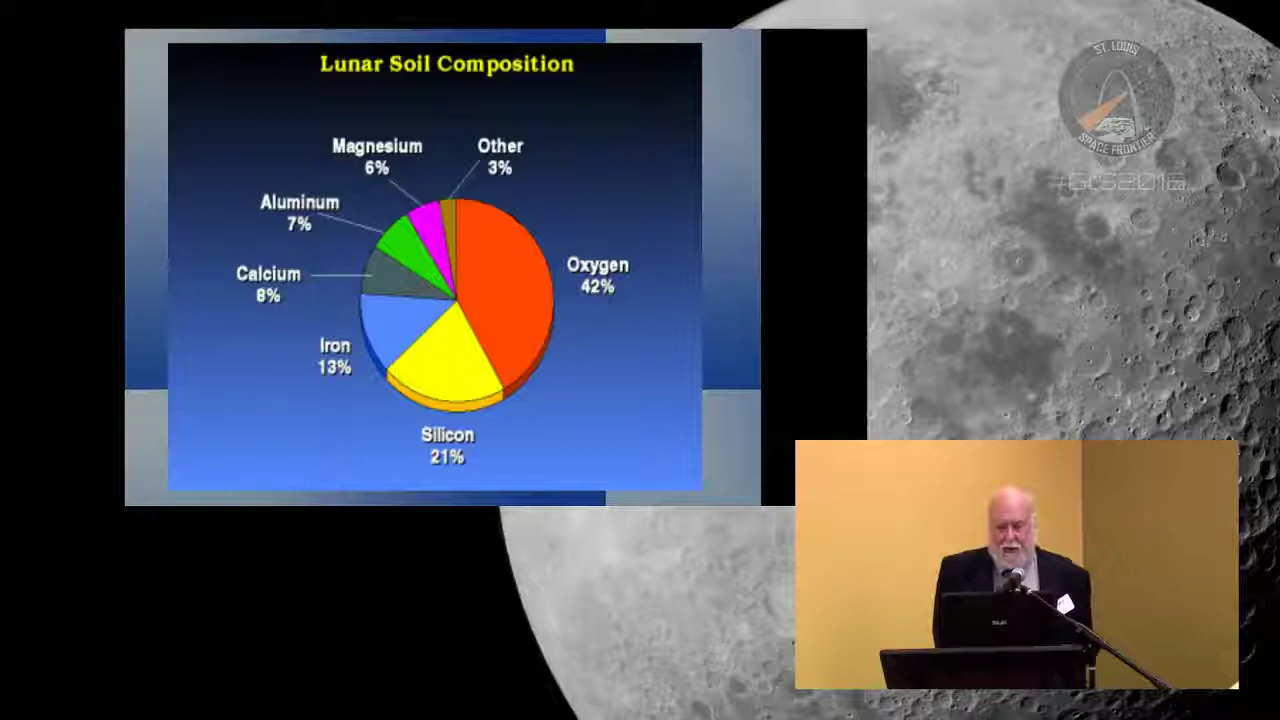 Lunar Soil Composition
Magnesium
6%
Other
3%
Aluminum
7%
Calcium
8%
Iron
13%
Silicon
21%
Oxygen
42%
ST. LOUIS
SPACE FRONTIER